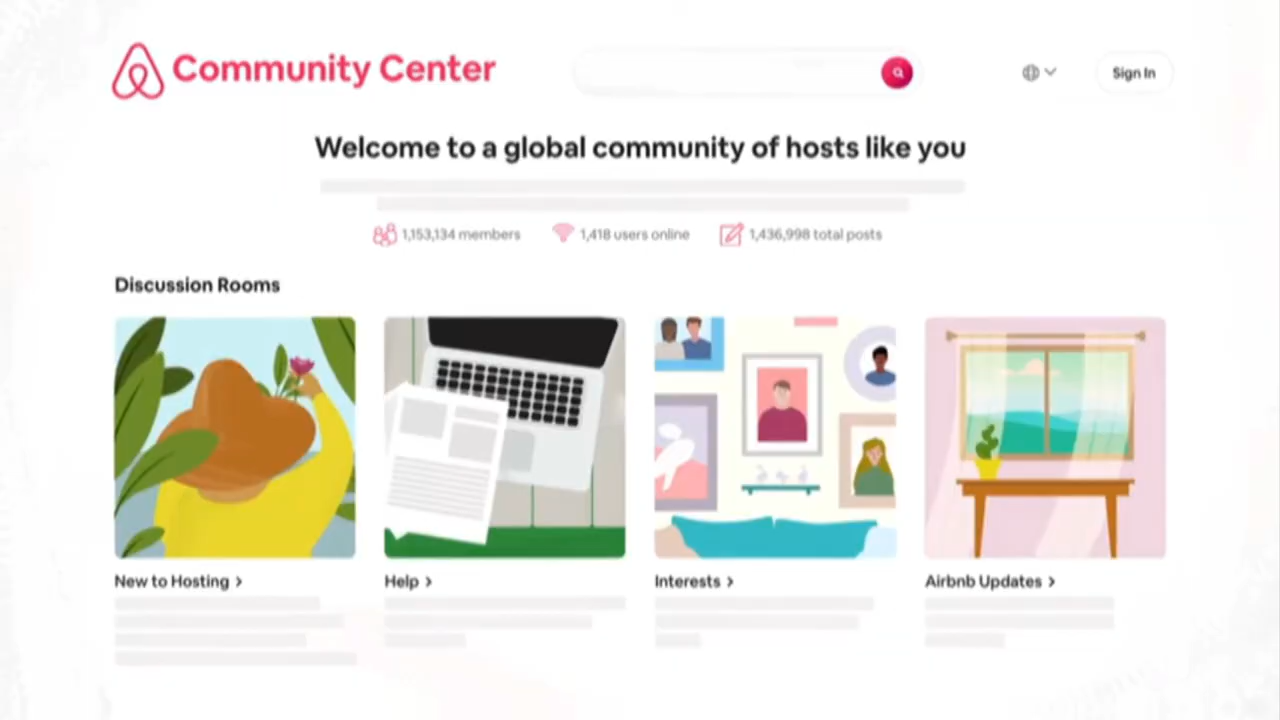 Community Center
Sign In
Welcome to a global community of hosts like you
1,153,134 members 1,418 users online 1,436,998 total posts
Discussion Rooms
New to Hosting > Help > Interests > Airbnb Updates >